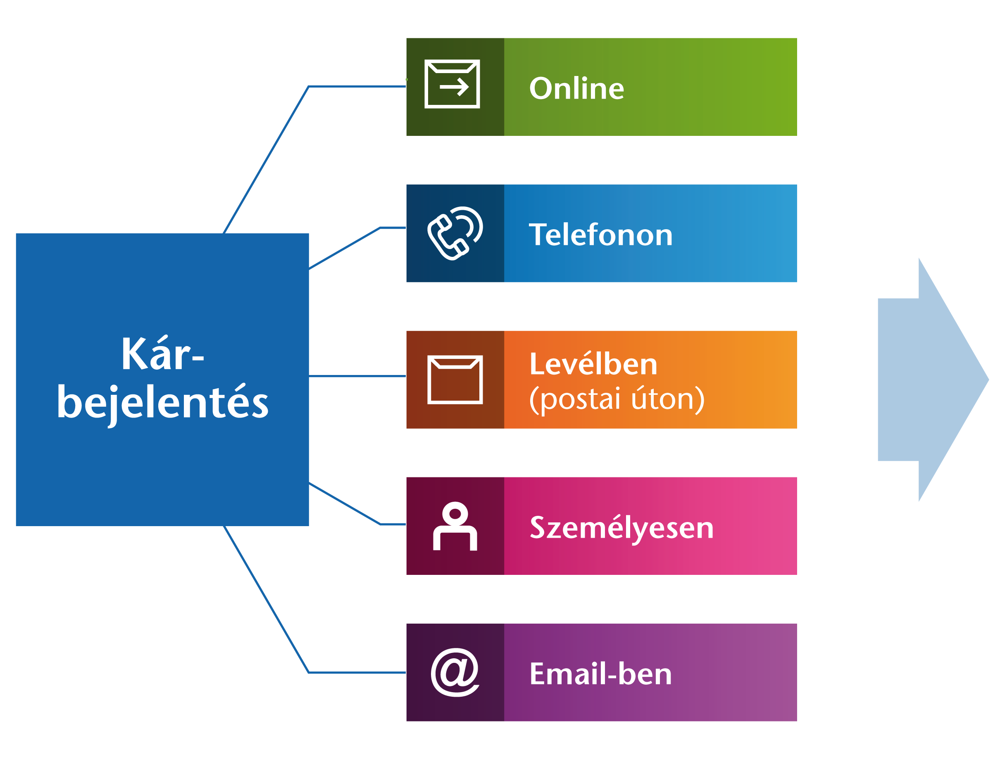 Kár-
bejelentés
Online
Telefonon
Levélben
(postai úton)
Személyesen
Email-ben